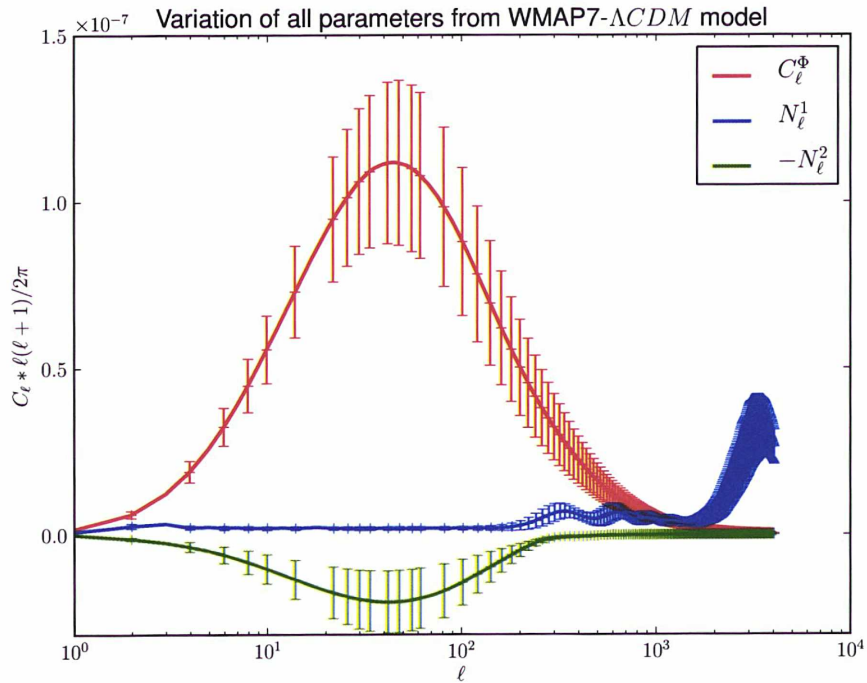 Variation of all parameters from WMAP7-ΛCDM model
×10⁻⁷
1.5
1.0
0.5
0.0
C_ℓ * ℓ(ℓ + 1)/2π
C_ℓ^Φ
N_ℓ^1
−N_ℓ^2
10⁰ 10¹ 10² 10³ 10⁴
ℓ